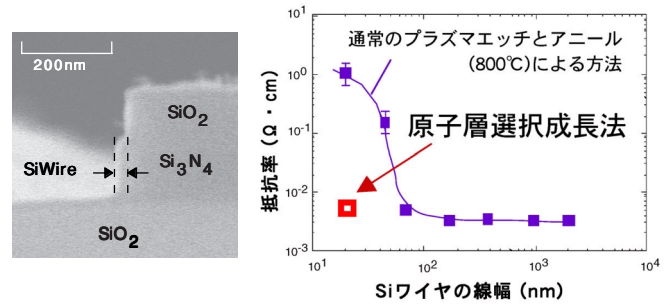 200nm
SiO2
SiWire
Si3N4
SiO2
通常のプラズマエッチとアニール
(800℃)による方法
原子層選択成長法
抵抗率 (Ω・cm)
10^0
10^-1
10^-2
10^-3
10^1
10^2
10^3
10^4
Siワイヤの線幅 (nm)